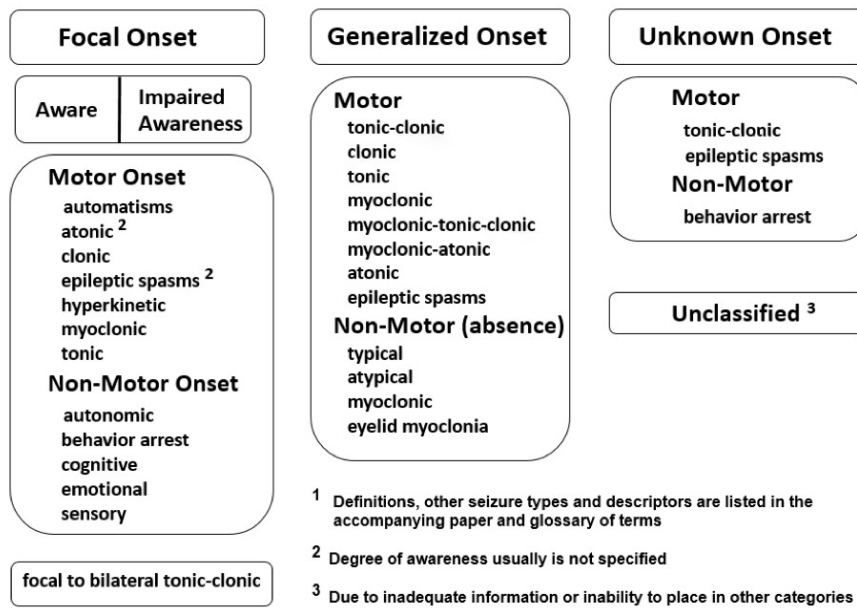 Focal Onset
Aware
Impaired
Awareness
Motor Onset
automatisms
atonic ²
clonic
epileptic spasms ²
hyperkinetic
myoclonic
tonic
Non-Motor Onset
autonomic
behavior arrest
cognitive
emotional
sensory
focal to bilateral tonic-clonic
Generalized Onset
Motor
tonic-clonic
clonic
tonic
myoclonic
myoclonic-tonic-clonic
myoclonic-atonic
atonic
epileptic spasms
Non-Motor (absence)
typical
atypical
myoclonic
eyelid myoclonia
Unknown Onset
Motor
tonic-clonic
epileptic spasms
Non-Motor
behavior arrest
Unclassified ³
¹ Definitions, other seizure types and descriptors are listed in the
accompanying paper and glossary of terms
² Degree of awareness usually is not specified
³ Due to inadequate information or inability to place in other categories